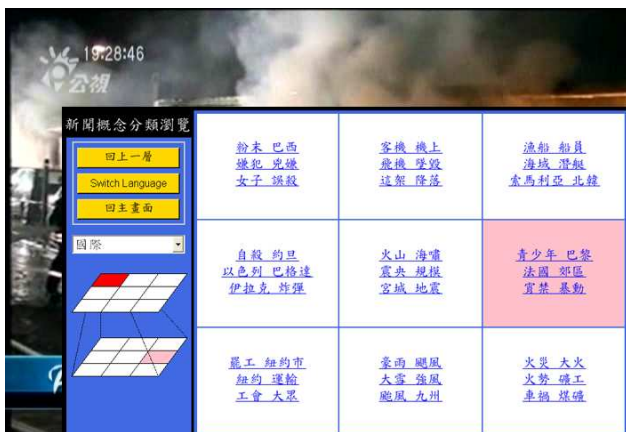 19:28:46
公視
新聞概念分類瀏覽
回上一層
Switch Language
回主畫面
國際
粉末 巴西
嫌犯 兇嫌
女子 誤殺
客機 機上
飛機 墜毀
這架 降落
漁船 船員
海域 潛艇
索馬利亞 北韓
自殺 約旦
以色列 巴格達
伊拉克 炸彈
火山 海嘯
震央 規模
宮城 地震
青少年 巴黎
法國 郊區
宵禁 暴動
罷工 紐約市
紐約 運輸
工會 大眾
豪雨 颶風
大雪 強風
颱風 九州
火災 大火
火勢 礦工
車禍 煤礦